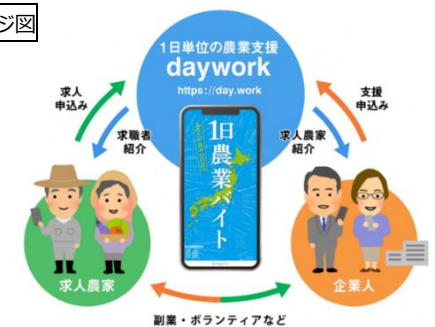 ジ図
1日単位の農業支援
daywork
https://day.work
求人
申込み
支援
申込み
求職者
紹介
求人農家
紹介
1日農業バイト
求人農家
企業人
副業・ボランティアなど